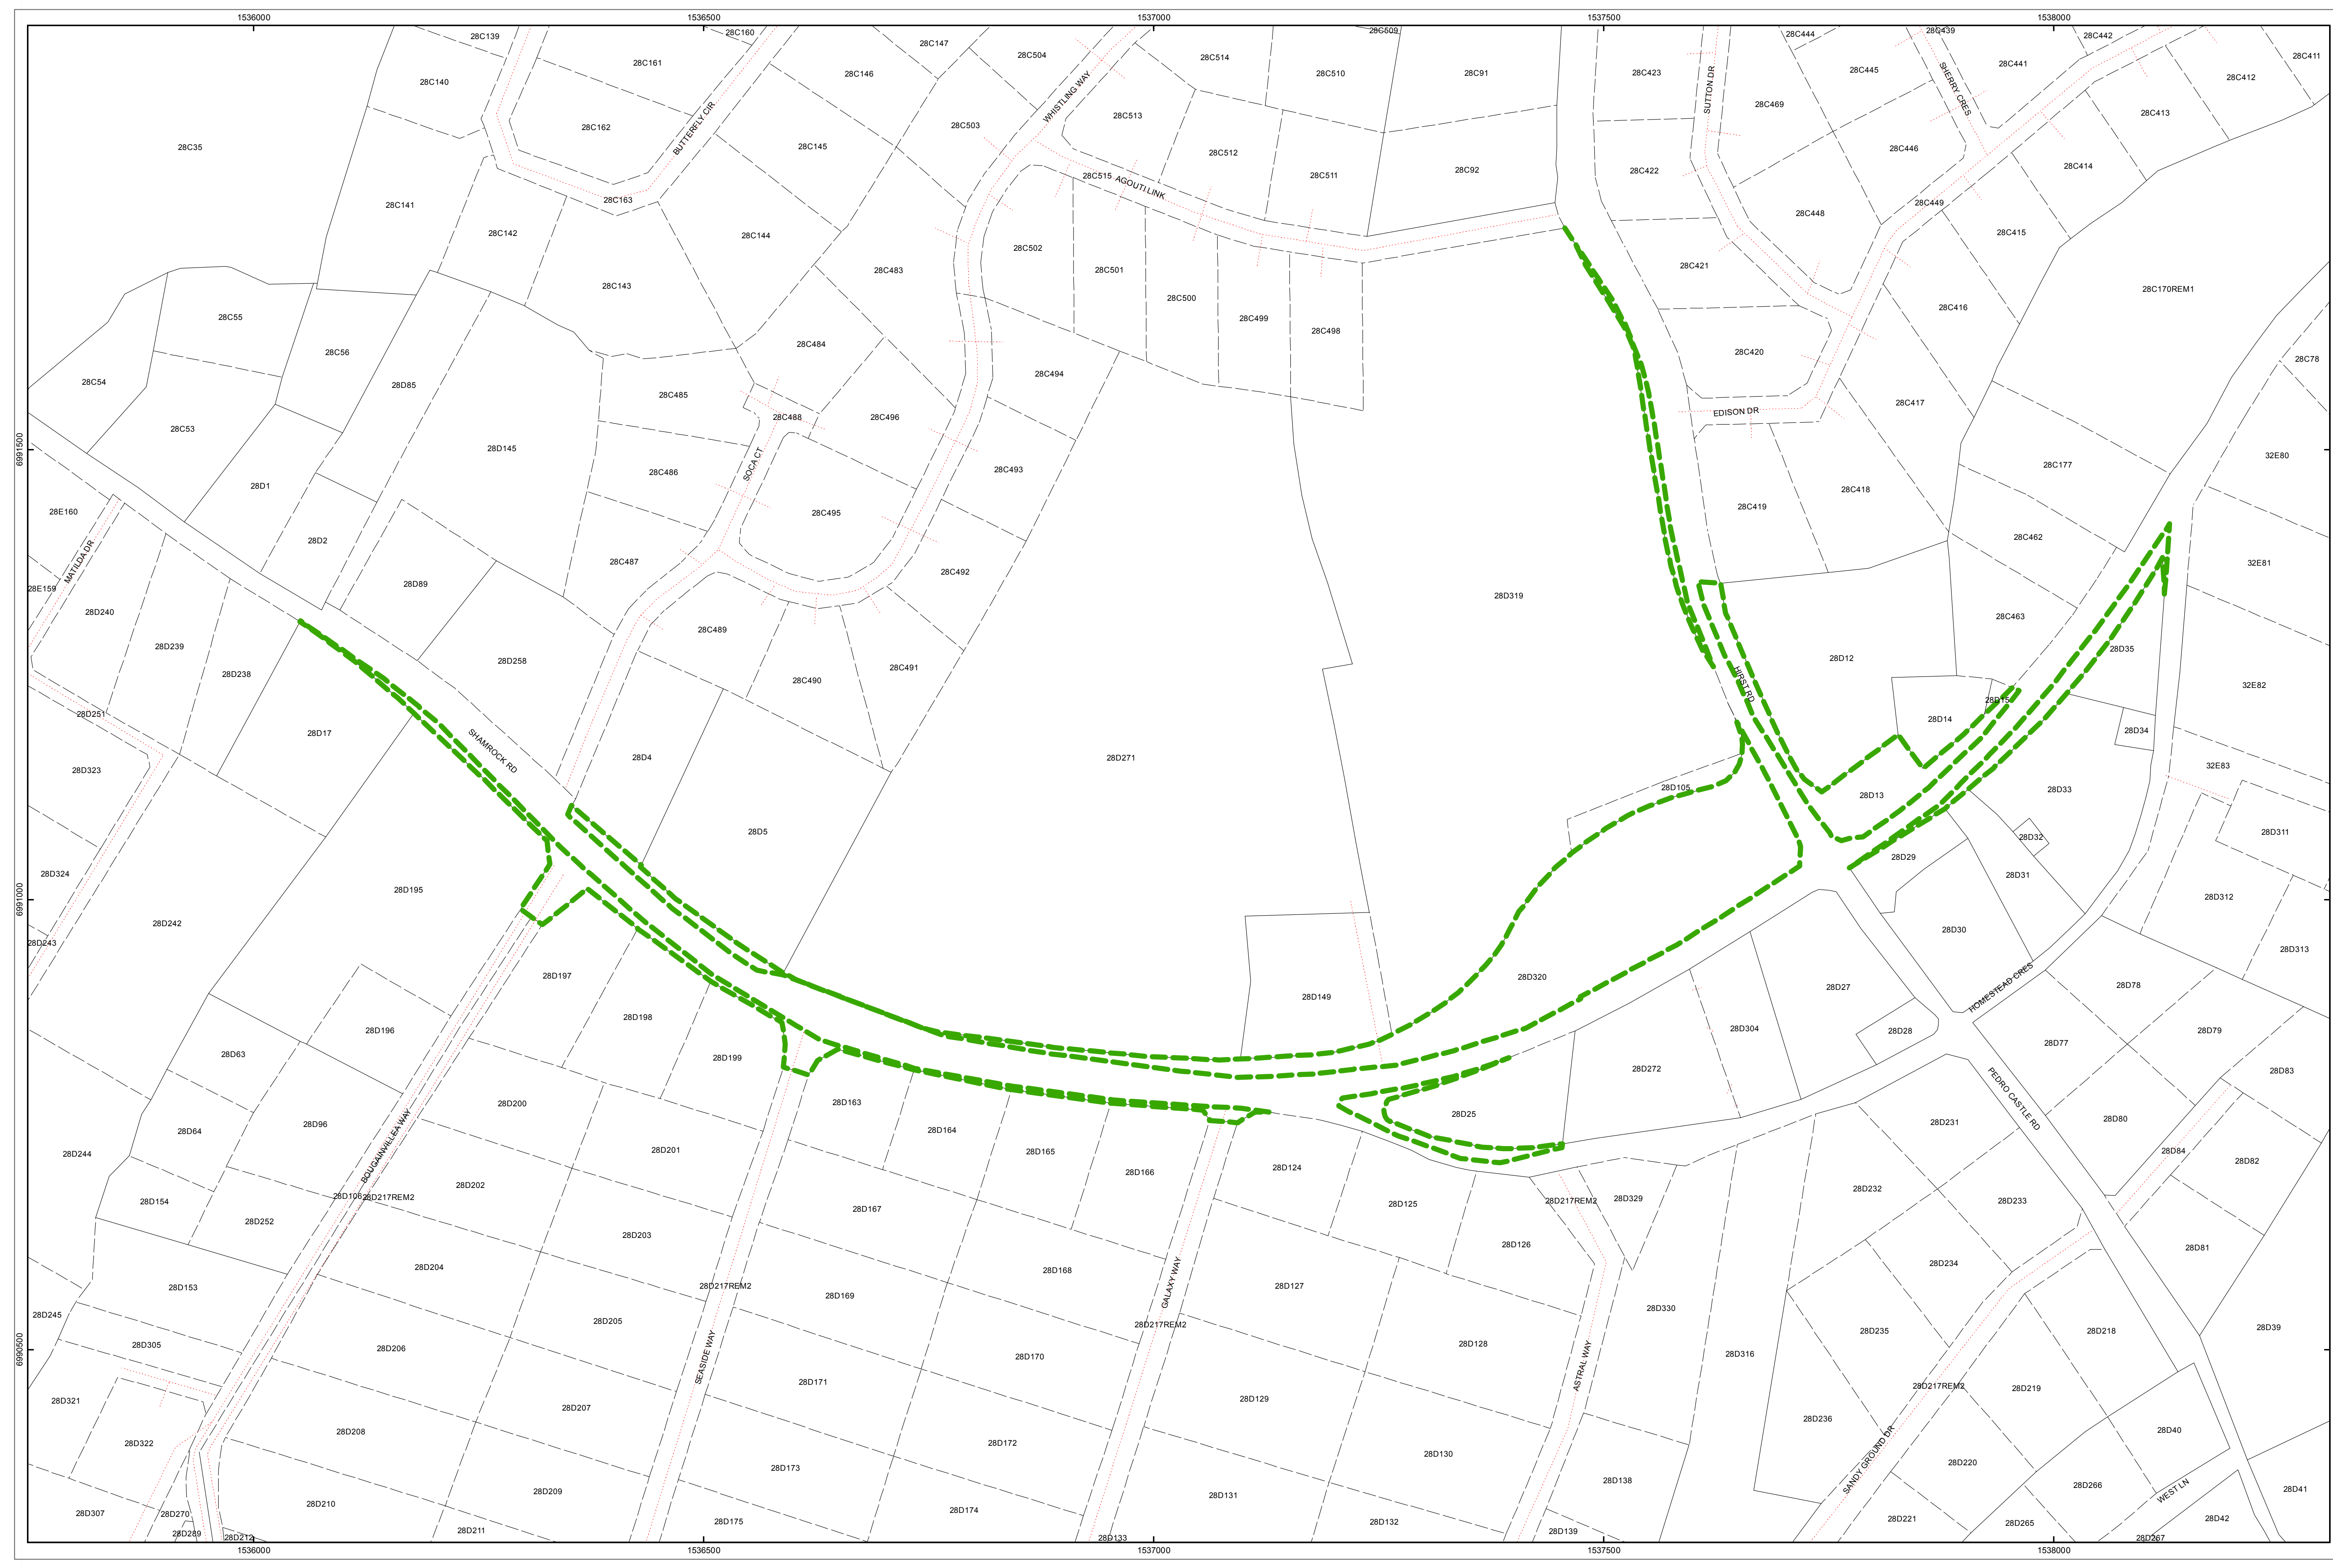 1536000
1536500
1537000
1537500
1538000
28C139
28C160
28C147
28C504
28C509
28C444
28C439
28C442
28C411
28C140
28C161
28C146
28C514
28C510
28C91
28C423
SUTTON DR
28C445
SHERRY CRES
28C441
28C412
28C35
28C162
BUTTERFLY CIR
28C145
28C503
WHISTLING WAY
28C513
28C469
28C413
28C512
28C446
28C414
28C511
28C92
28C422
28C515
AGOUTI LINK
28C163
28C141
28C142
28C144
28C502
28C448
28C449
28C415
28C483
28C501
28C421
28C143
28C500
28C170REM1
28C55
28C499
28C498
28C416
28C56
28C484
28C420
28C78
28C54
28D85
28C485
28C494
28C53
28C488
28C496
EDISON DR
28C417
6991500
28D145
28C486
SOCA CT
28C493
28C177
32E80
28D1
28E160
28C495
28C419
28C418
28D2
28C487
28C462
MATILDA DR
28D89
28C492
32E81
28E159
28D240
28D319
28C463
28D239
28C489
28D258
28C491
28D12
28D35
28D238
28C490
HIRST RD
32E82
28D251
28D17
28D15
28D14
SHAMROCK RD
28D4
28D271
28D34
28D323
32E83
28D105
28D13
28D33
28D5
28D311
28D32
28D324
28D195
28D29
28D31
6991000
28D242
28D312
28D243
28D30
28D313
28D197
28D149
28D320
28D27
HOMESTEAD CRES
28D78
28D198
28D196
28D304
28D28
28D79
28D63
28D199
28D77
28D272
28D83
28D200
28D163
28D25
PEDRO CASTLE RD
28D64
28D96
28D164
28D231
28D80
28D244
BOUGAINVILLEA WAY
28D201
28D165
28D84
28D166
28D124
28D82
28D202
28D106
28D217REM2
28D154
28D252
28D167
28D125
28D217REM2
28D329
28D232
28D233
28D203
28D126
28D81
28D204
28D168
28D234
28D153
28D217REM2
28D169
GALAXY WAY
28D127
28D245
28D205
28D217REM2
28D330
28D39
28D305
28D206
SEASIDE WAY
28D170
28D128
28D235
28D218
6990500
28D171
ASTRAL WAY
28D316
28D321
28D207
28D129
28D217REM2
28D219
28D322
28D208
28D172
28D130
28D236
SANDY GROUND DR
28D40
28D173
28D220
28D138
28D266
WEST LN
28D41
28D307
28D270
28D210
28D209
28D174
28D131
28D289
28D212
28D211
28D175
28D133
28D132
28D139
28D221
28D265
28D267
28D42
1536000
1536500
1537000
1537500
1538000